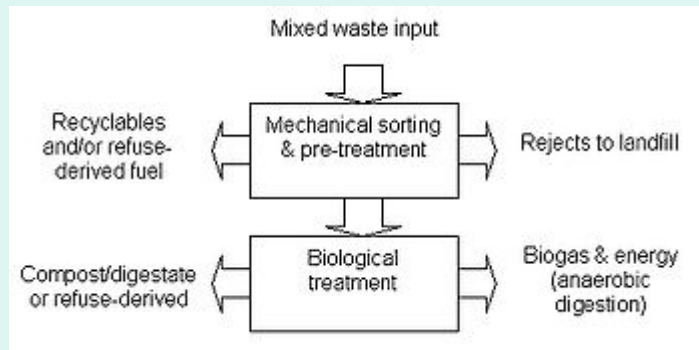 Mixed waste input
Recyclables
and/or refuse-
derived fuel
Mechanical sorting
& pre-treatment
Rejects to landfill
Compost/digestate
or refuse-derived
Biological
treatment
Biogas & energy
(anaerobic
digestion)